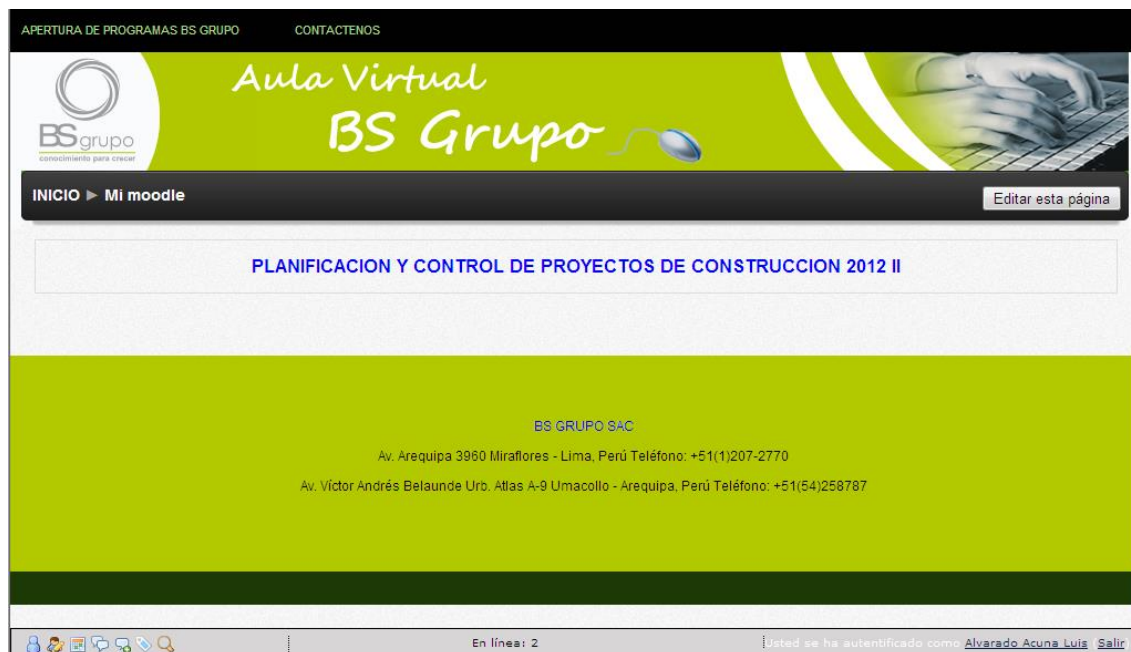 APERTURA DE PROGRAMAS BS GRUPO CONTACTENOS
Aula Virtual
BS Grupo
BSgrupo
conocimiento para crecer
INICIO ► Mi moodle Editar esta página
PLANIFICACION Y CONTROL DE PROYECTOS DE CONSTRUCCION 2012 II
BS GRUPO SAC
Av. Arequipa 3960 Miraflores - Lima, Perú Teléfono: +51(1)207-2770
Av. Víctor Andrés Belaunde Urb. Atlas A-9 Umacollo - Arequipa, Perú Teléfono: +51(54)258787
En línea: 2 Usted se ha autentificado como Alvarado Acuna Luis (Salir)